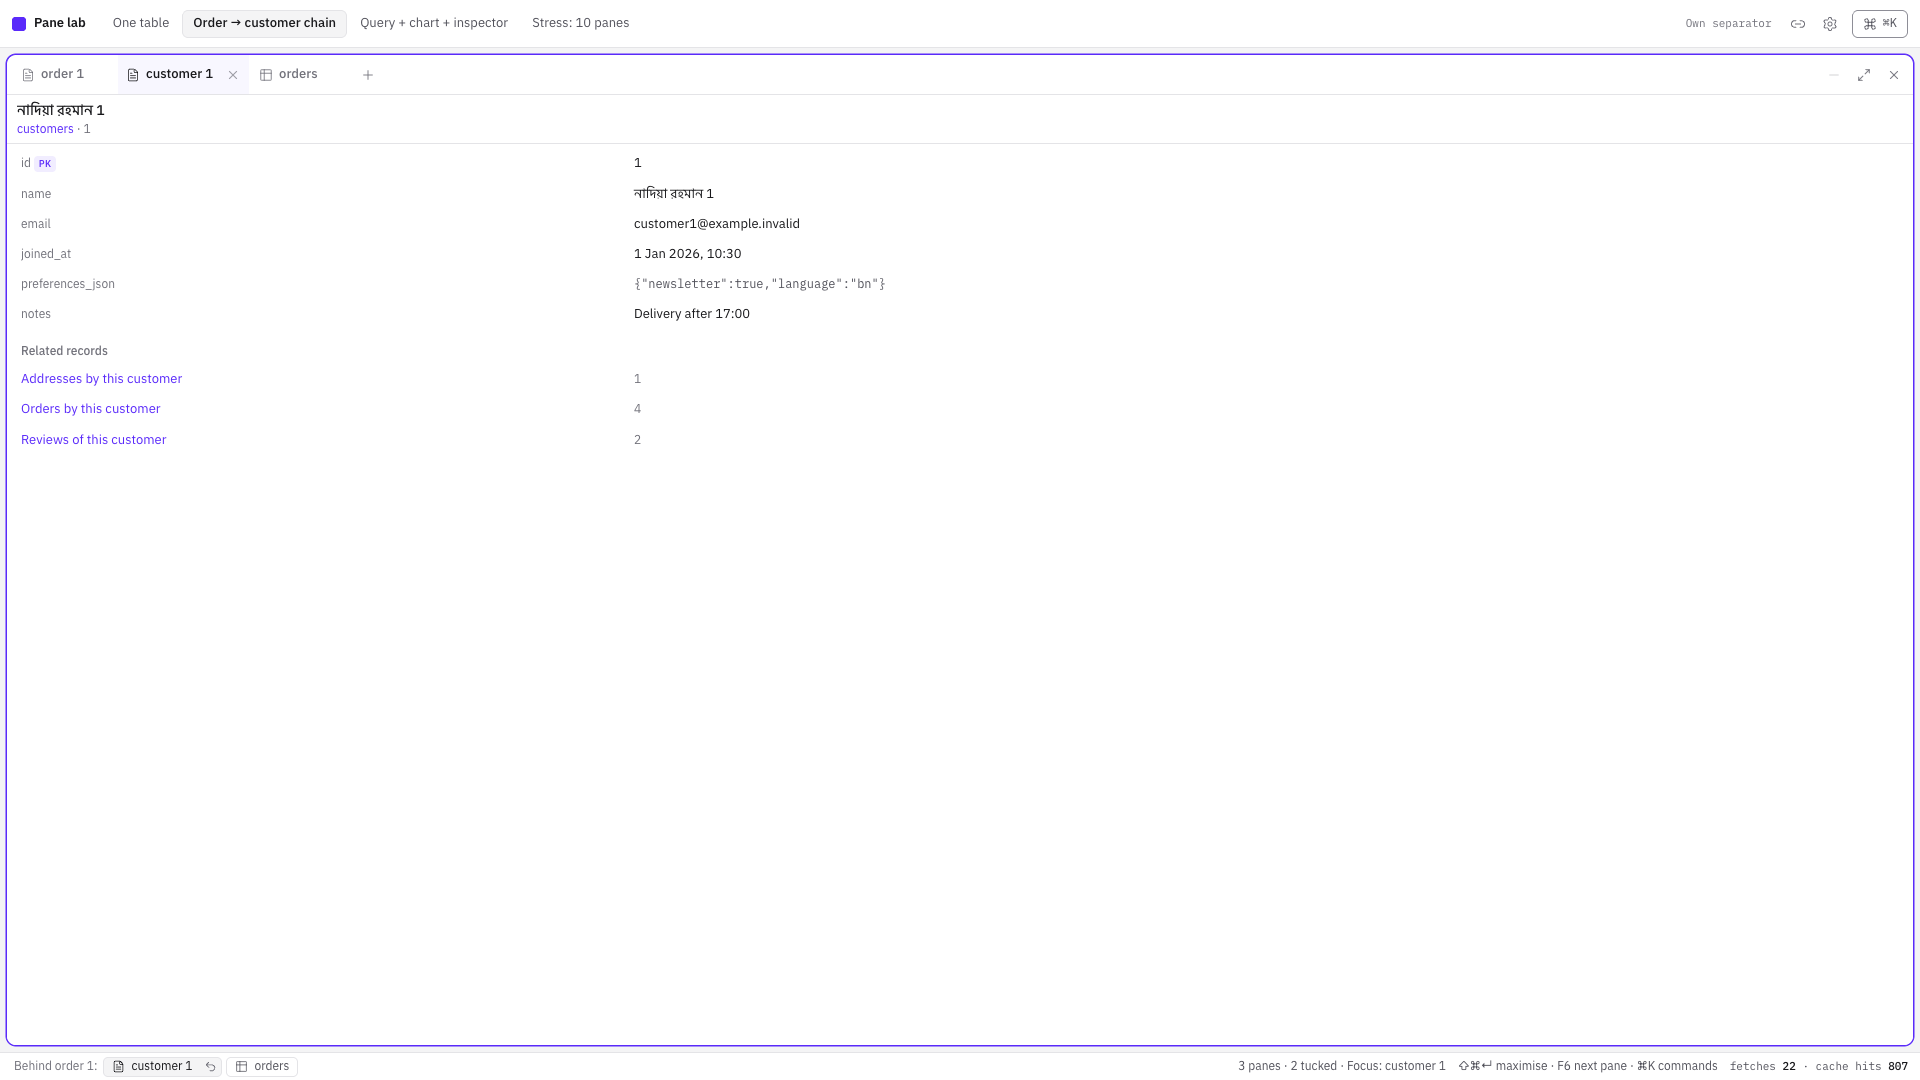 Pane lab One table Order → customer chain Query + chart + inspector Stress: 10 panes Own separator ⌘ ⌘K
order 1 customer 1 orders
নাদিয়া রহমান 1
customers · 1
id PK 1
name নাদিয়া রহমান 1
email customer1@example.invalid
joined_at 1 Jan 2026, 10:30
preferences_json {"newsletter":true,"language":"bn"}
notes Delivery after 17:00
Related records
Addresses by this customer 1
Orders by this customer 4
Reviews of this customer 2
Behind order 1: customer 1 orders 3 panes · 2 tucked · Focus: customer 1 ⇧⌘↵ maximise · F6 next pane · ⌘K commands fetches 22 · cache hits 807